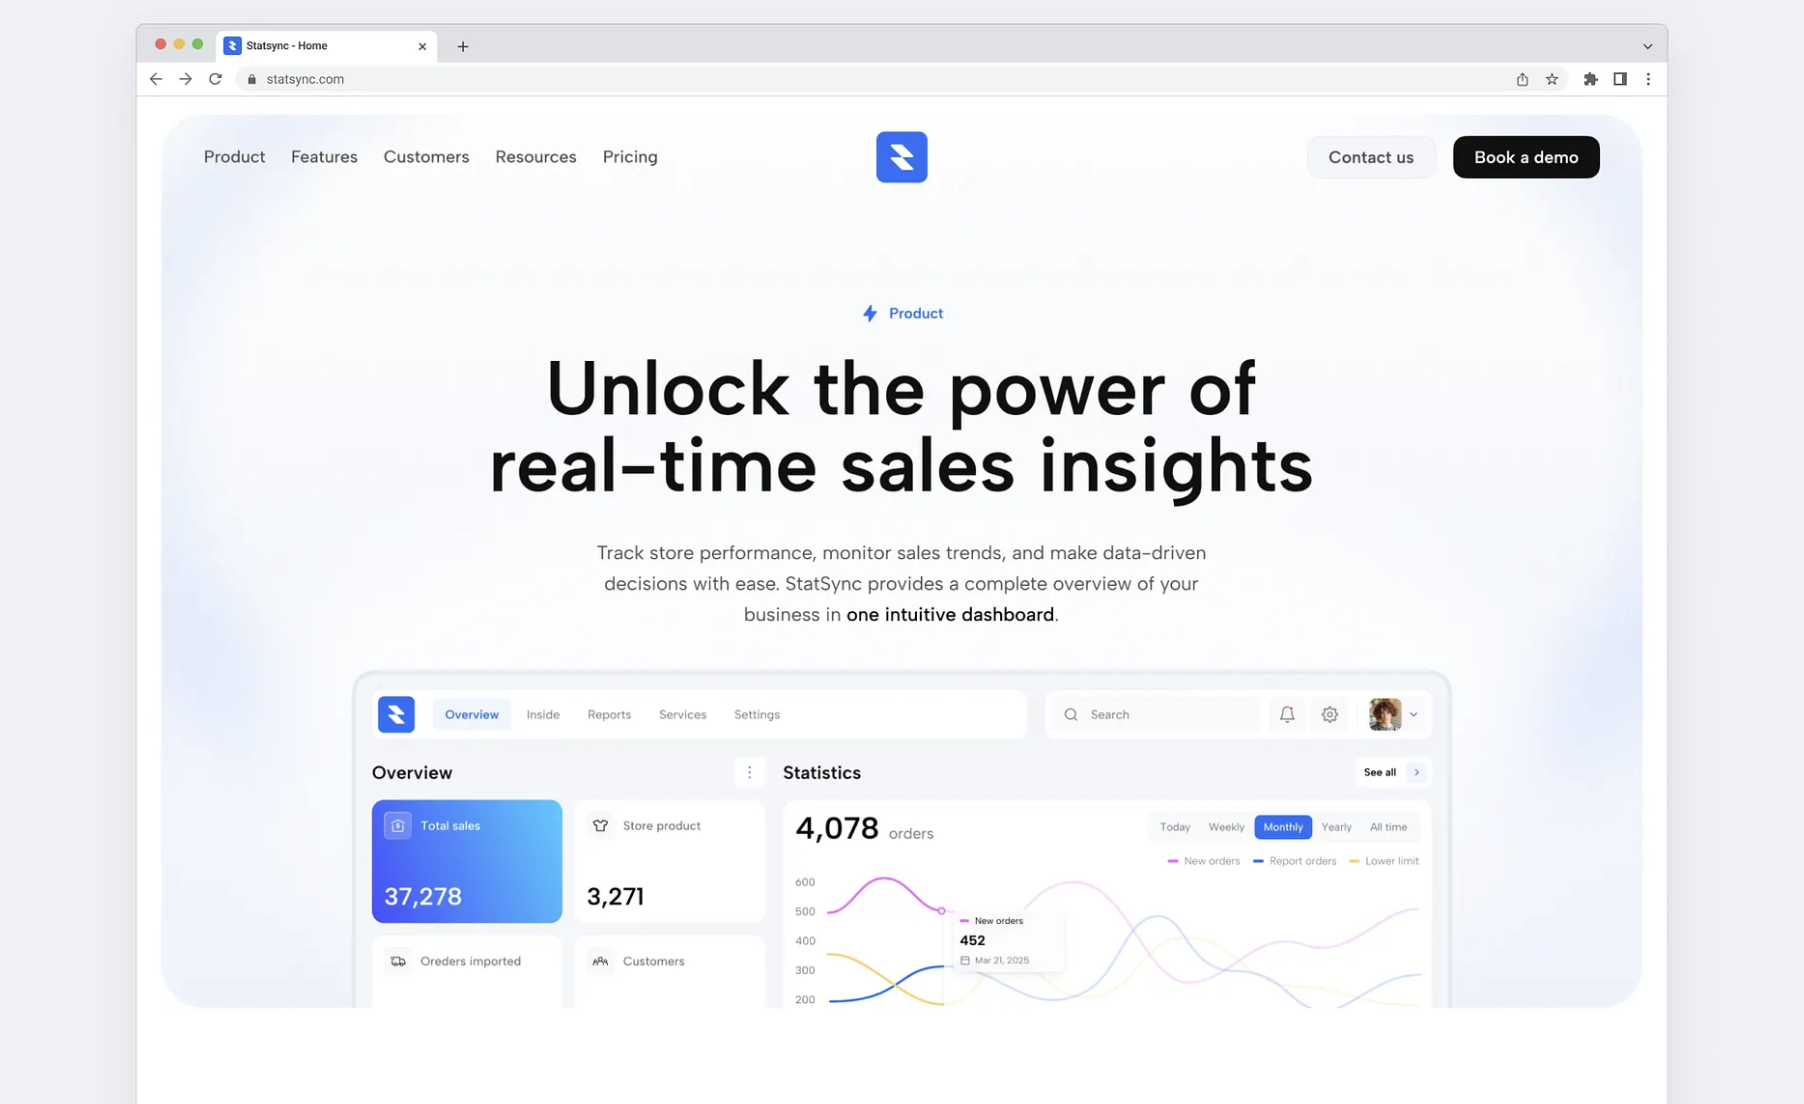 Statsync - Home
statsync.com
Product
Features
Customers
Resources
Pricing
Contact us
Book a demo
Product
Unlock the power of
real-time sales insights
Track store performance, monitor sales trends, and make data-driven
decisions with ease. StatSync provides a complete overview of your
business in one intuitive dashboard.
Overview
Inside
Reports
Services
Settings
Search
Overview
Total sales
37,278
Store product
3,271
Oreders imported
Customers
Statistics
See all
4,078 orders
Today
Weekly
Monthly
Yearly
All time
New orders
Report orders
Lower limit
600
500
400
300
200
New orders
452
Mar 21, 2025